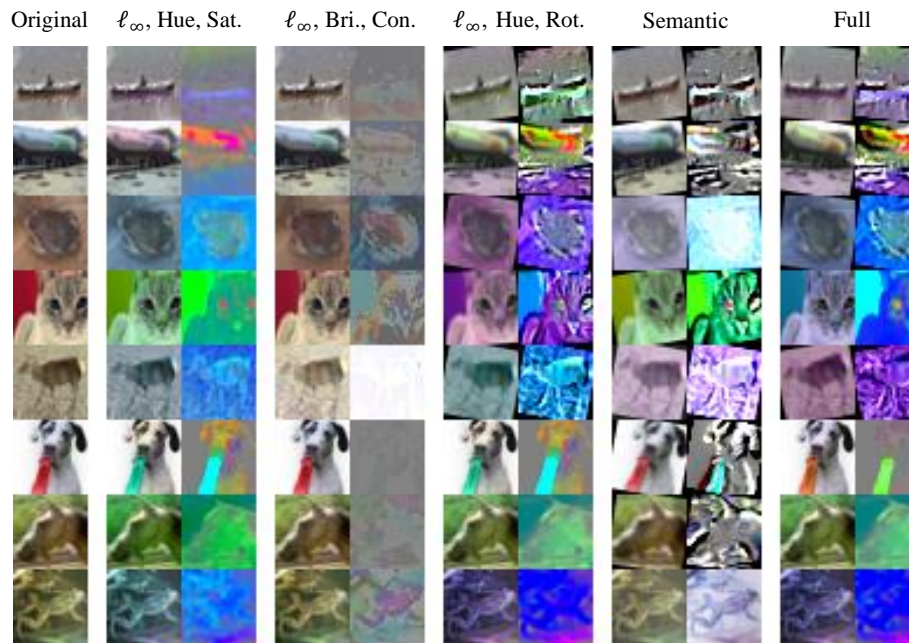 Original ℓ∞, Hue, Sat. ℓ∞, Bri., Con. ℓ∞, Hue, Rot. Semantic Full